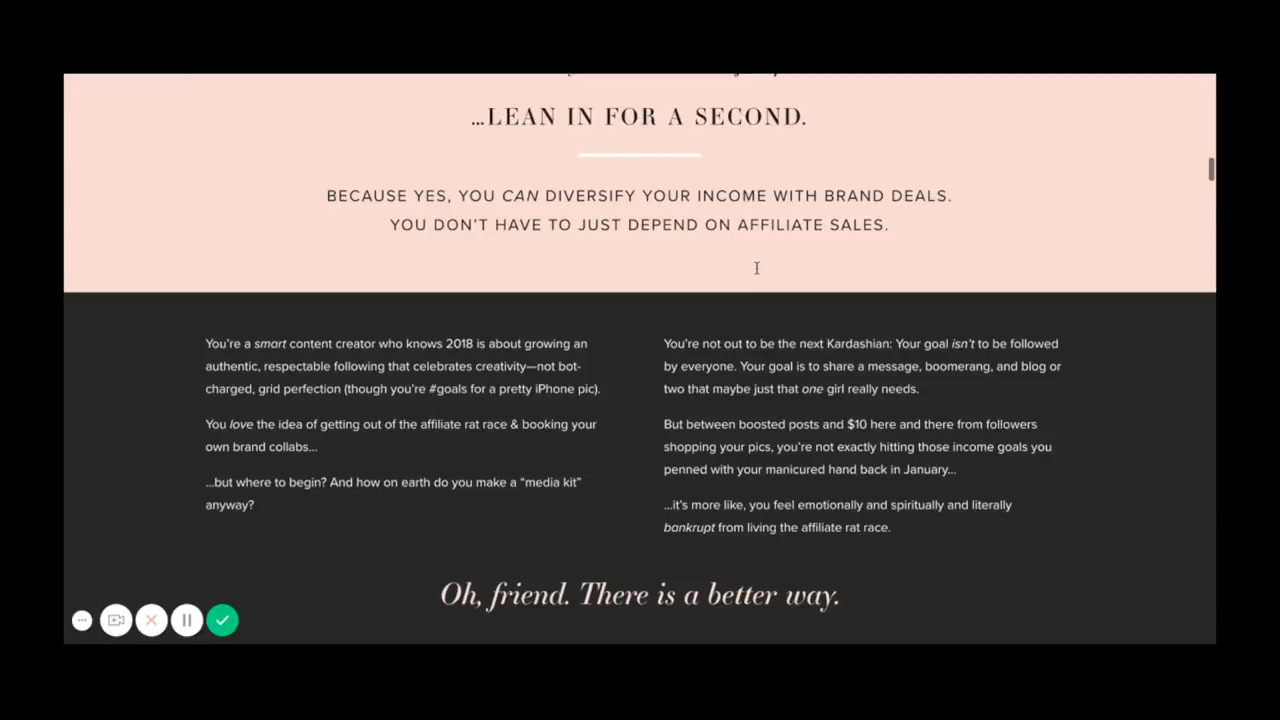 ...LEAN IN FOR A SECOND.
BECAUSE YES, YOU CAN DIVERSIFY YOUR INCOME WITH BRAND DEALS.
YOU DON'T HAVE TO JUST DEPEND ON AFFILIATE SALES.
You're a smart content creator who knows 2018 is about growing an
authentic, respectable following that celebrates creativity—not bot-
charged, grid perfection (though you're #goals for a pretty iPhone pic).
You love the idea of getting out of the affiliate rat race & booking your
own brand collabs...
...but where to begin? And how on earth do you make a “media kit”
anyway?
You're not out to be the next Kardashian: Your goal isn't to be followed
by everyone. Your goal is to share a message, boomerang, and blog or
two that maybe just that one girl really needs.
But between boosted posts and $10 here and there from followers
shopping your pics, you're not exactly hitting those income goals you
penned with your manicured hand back in January...
...it's more like, you feel emotionally and spiritually and literally
bankrupt from living the affiliate rat race.
Oh, friend. There is a better way.